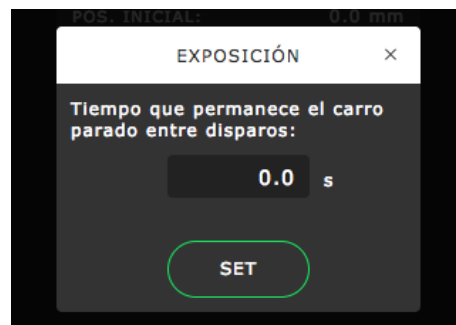 POS. INICIAL: 0.0 mm
EXPOSICIÓN ×
Tiempo que permanece el carro
parado entre disparos:
0.0 s
SET